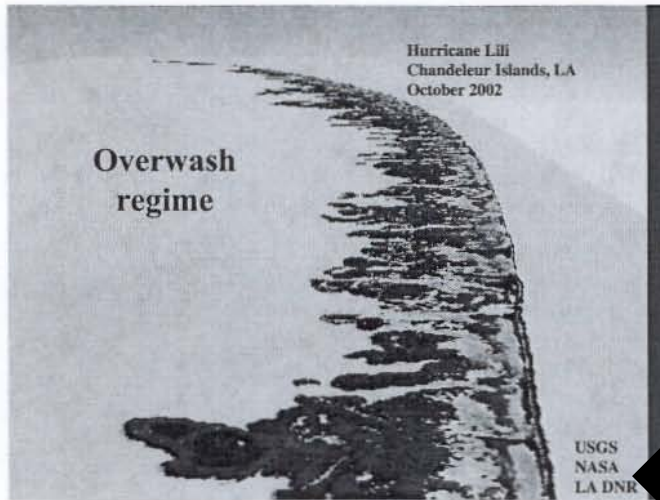 Hurricane Lili
Chandeleur Islands, LA
October 2002
Overwash
regime
USGS
NASA
LA DNR